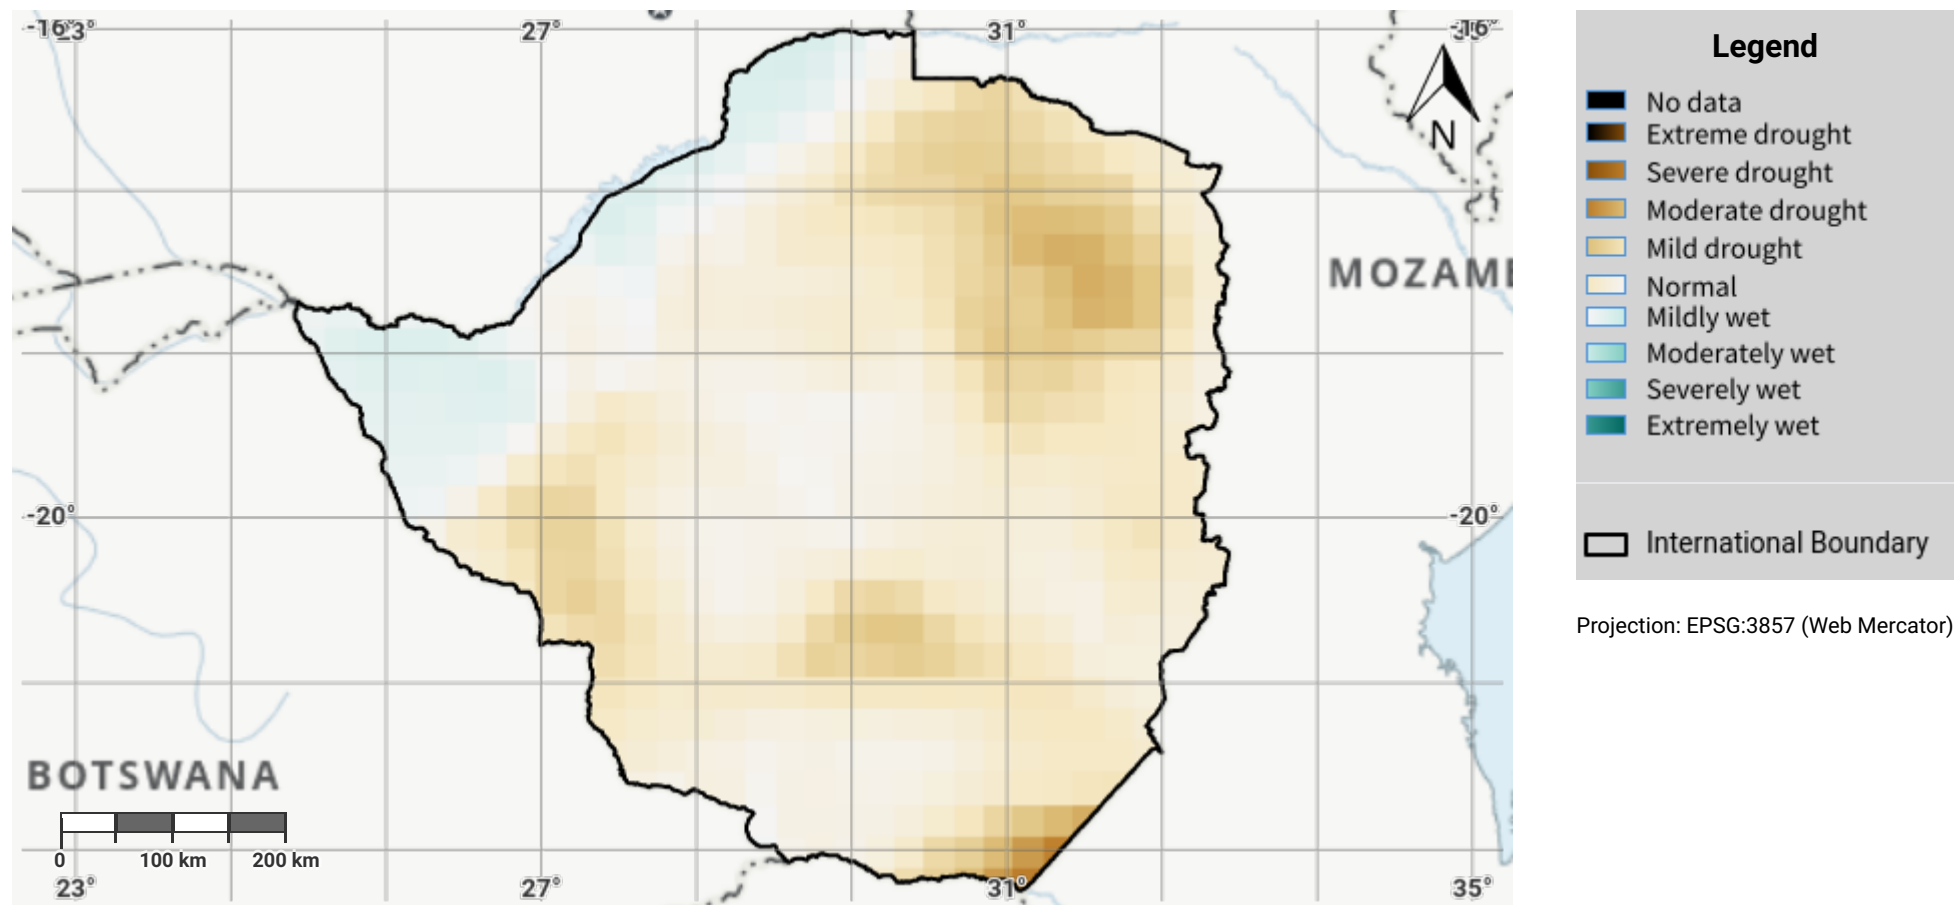 -16°
23°
27°
31°
35°
-16°
N
MOZAMB
-20°
-20°
BOTSWANA
0
100 km
200 km
23°
27°
31°
35°
Legend
No data
Extreme drought
Severe drought
Moderate drought
Mild drought
Normal
Mildly wet
Moderately wet
Severely wet
Extremely wet
International Boundary
Projection: EPSG:3857 (Web Mercator)